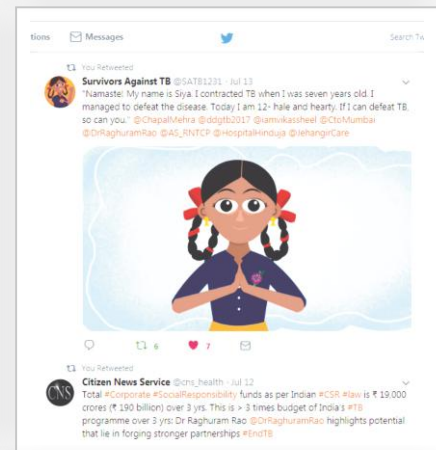 tions Messages Search Tw
You Retweeted
Survivors Against TB @SATB1231 · Jul 13
"Namaste! My name is Siya. I contracted TB when I was seven years old. I
managed to defeat the disease. Today I am 12- hale and hearty. If I can defeat TB,
so can you." @ChapalMehra @ddgtb2017 @iamvikassheel @CtoMumbai
@DrRaghuramRao @AS_RNTCP @HospitalHinduja @JehangirCare
6 7
You Retweeted
CNS
Citizen News Service @cns_health · Jul 12
Total #Corporate #SocialResponsibility funds as per Indian #CSR #law is ₹ 19,000
crores (₹ 190 billion) over 3 yrs. This is > 3 times budget of India's #TB
programme over 3 yrs: Dr Raghuram Rao @DrRaghuramRao highlights potential
that lie in forging stronger partnerships #EndTB